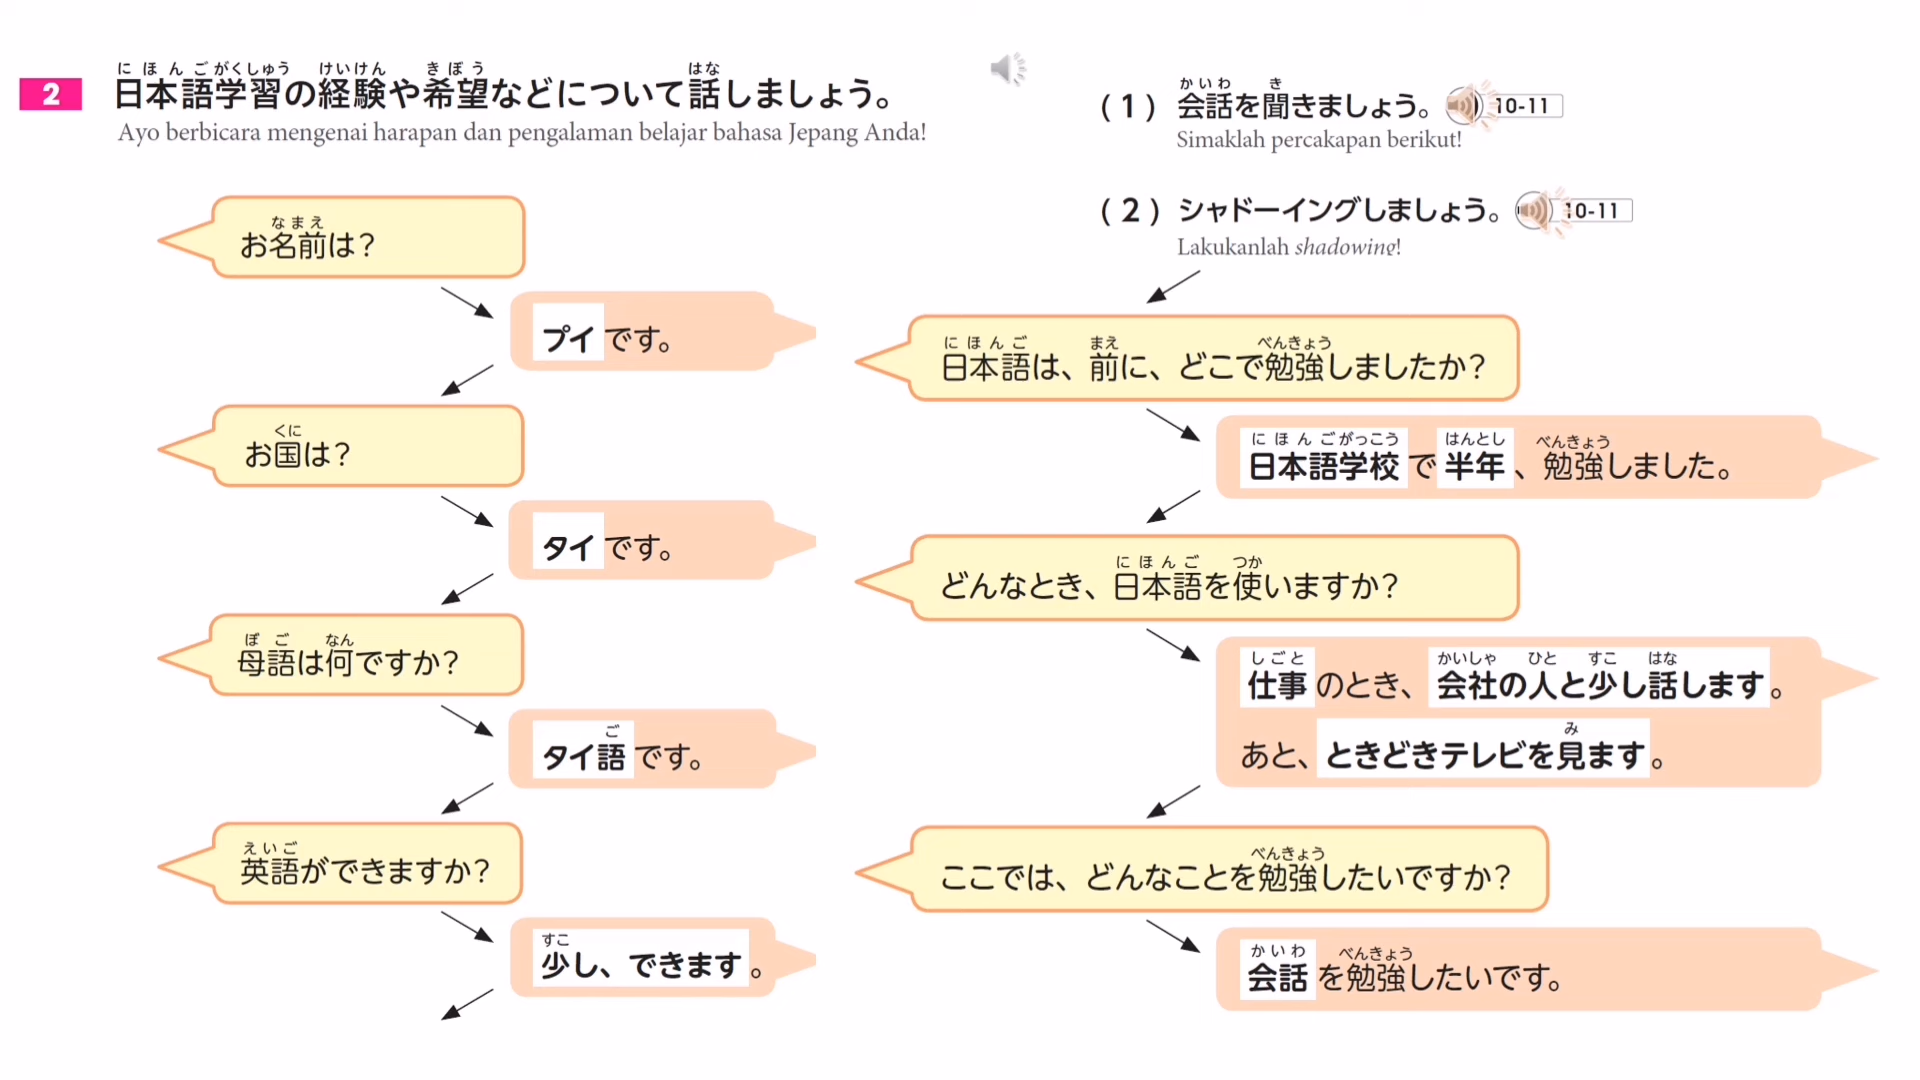 2
日本語学習の経験や希望などについて話しましょう。
Ayo berbicara mengenai harapan dan pengalaman belajar bahasa Jepang Anda!
お名前は?
プイです。
お国は?
タイです。
母語は何ですか?
タイ語です。
英語ができますか?
少し、できます。
(1) 会話を聞きましょう。 10-11
Simaklah percakapan berikut!
(2) シャドーイングしましょう。 10-11
Lakukanlah shadowing!
日本語は、前に、どこで勉強しましたか?
日本語学校で半年、勉強しました。
どんなとき、日本語を使いますか?
仕事のとき、会社の人と少し話します。
あと、ときどきテレビを見ます。
ここでは、どんなことを勉強したいですか?
会話を勉強したいです。